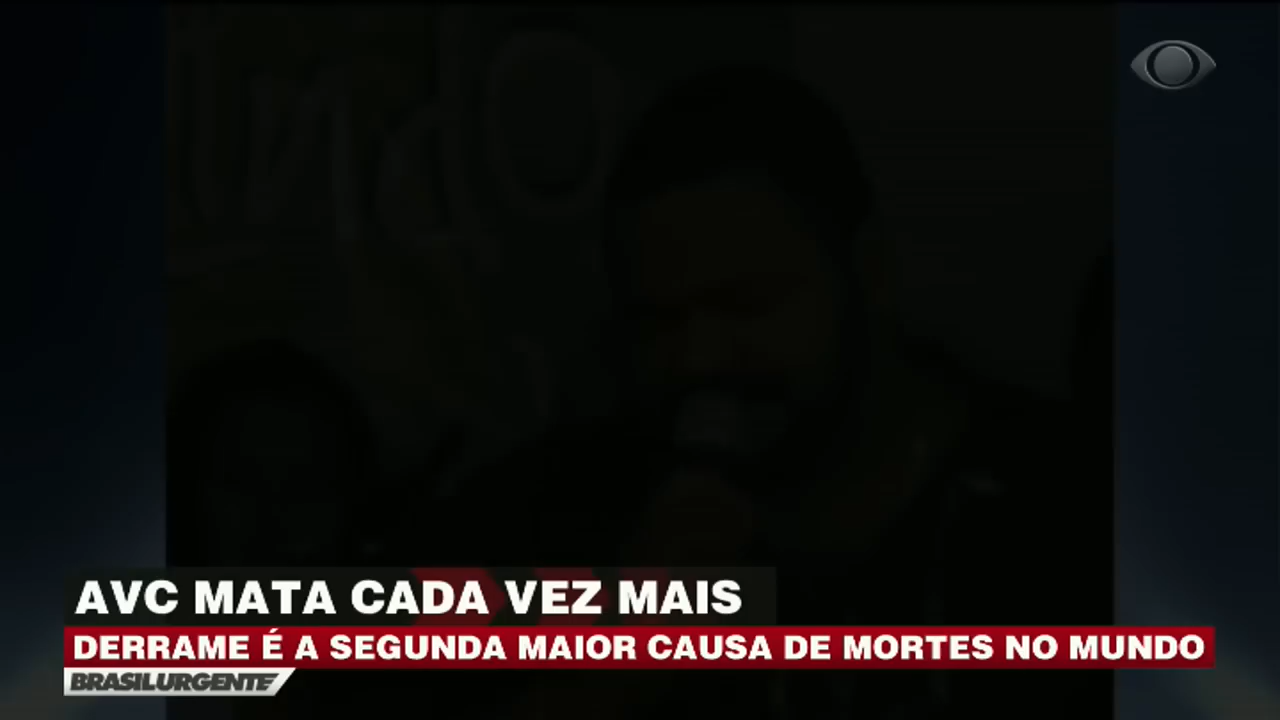 AVC MATA CADA VEZ MAIS
DERRAME É A SEGUNDA MAIOR CAUSA DE MORTES NO MUNDO
BRASILURGENTE